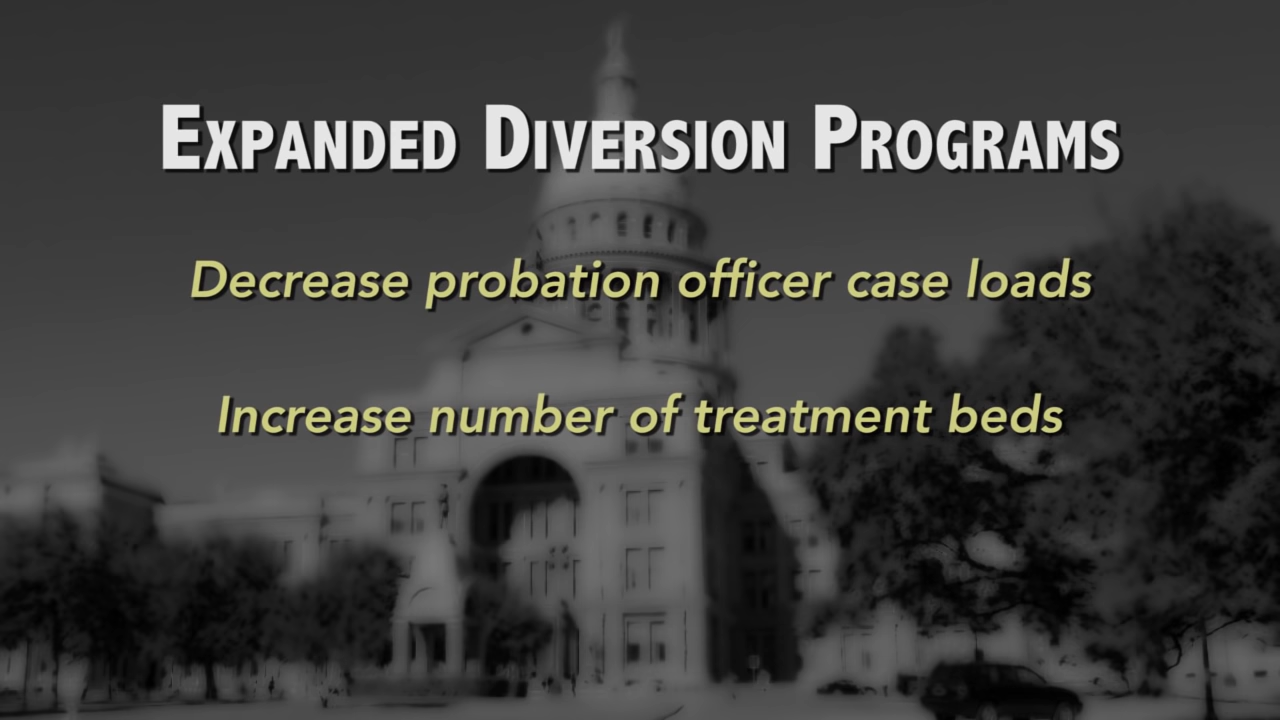 Expanded Diversion Programs
Decrease probation officer case loads
Increase number of treatment beds